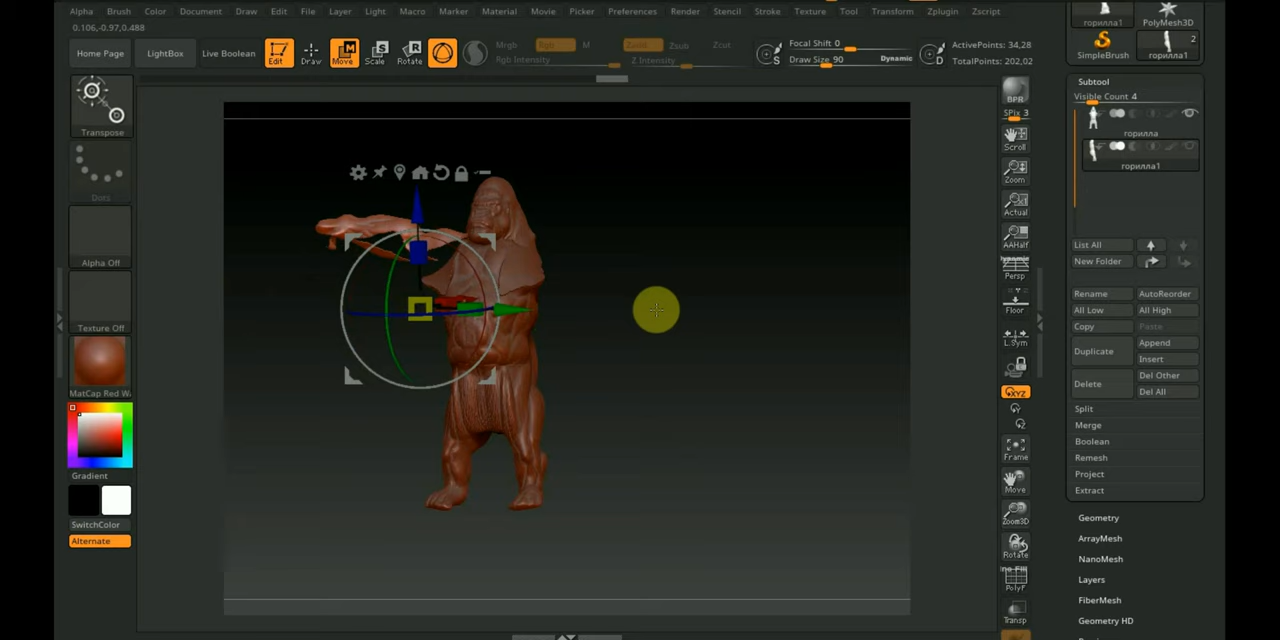 Alpha Brush Color Document Draw Edit File Layer Light Macro Marker Material Movie Picker Preferences Render Stencil Stroke Texture Tool Transform Zplugin Zscript
0.106,-0.97,0.488
Home Page LightBox Live Boolean Edit Draw Move Scale Rotate
Mrgb Rgb M Zadd Zsub Zcut
Rgb Intensity Z Intensity
Focal Shift 0
Draw Size 90 Dynamic
ActivePoints: 34,28
TotalPoints: 202,02
S
D
M
S
R
Transpose
Dots
Alpha Off
Texture Off
MatCap Red W
Gradient
SwitchColor
Alternate
BPR
SPix 3
Scroll
Zoom
Actual
AAHalf
Dynamic
Persp
Floor
L.Sym
XYZ
Frame
Move
Zoom3D
Rotate
Line Fill
PolyF
Transp
горилла1 PolyMesh3D
2
SimpleBrush горилла1
Subtool
Visible Count 4
горилла
горилла1
List All
New Folder
Rename AutoReorder
All Low All High
Copy Paste
Duplicate Append
Insert
Delete Del Other
Del All
Split
Merge
Boolean
Remesh
Project
Extract
Geometry
ArrayMesh
NanoMesh
Layers
FiberMesh
Geometry HD